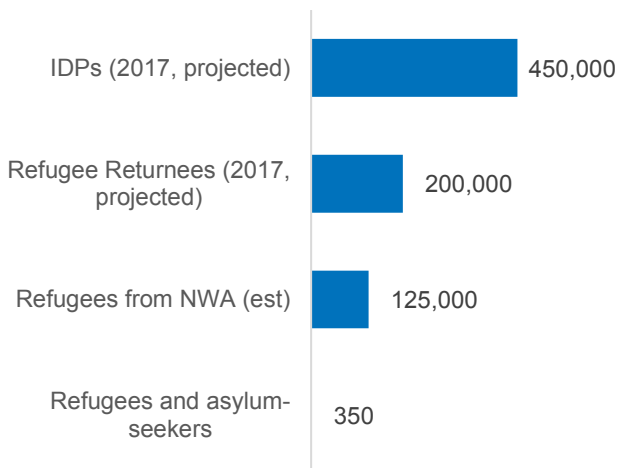 IDPs (2017, projected)
450,000
Refugee Returnees (2017,
projected)
200,000
Refugees from NWA (est)
125,000
Refugees and asylum-
seekers
350